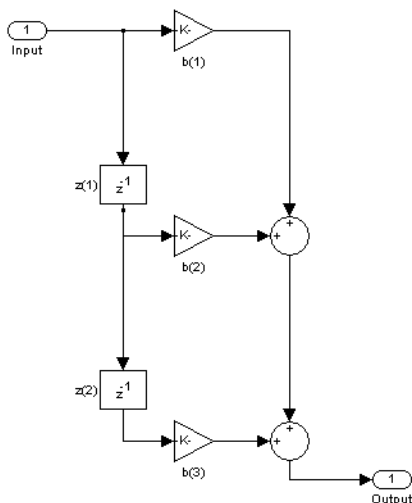 1
Input
K-
b(1)
z(1)
z-1
+
+
K-
b(2)
z(2)
z-1
+
+
K-
b(3)
1
Output